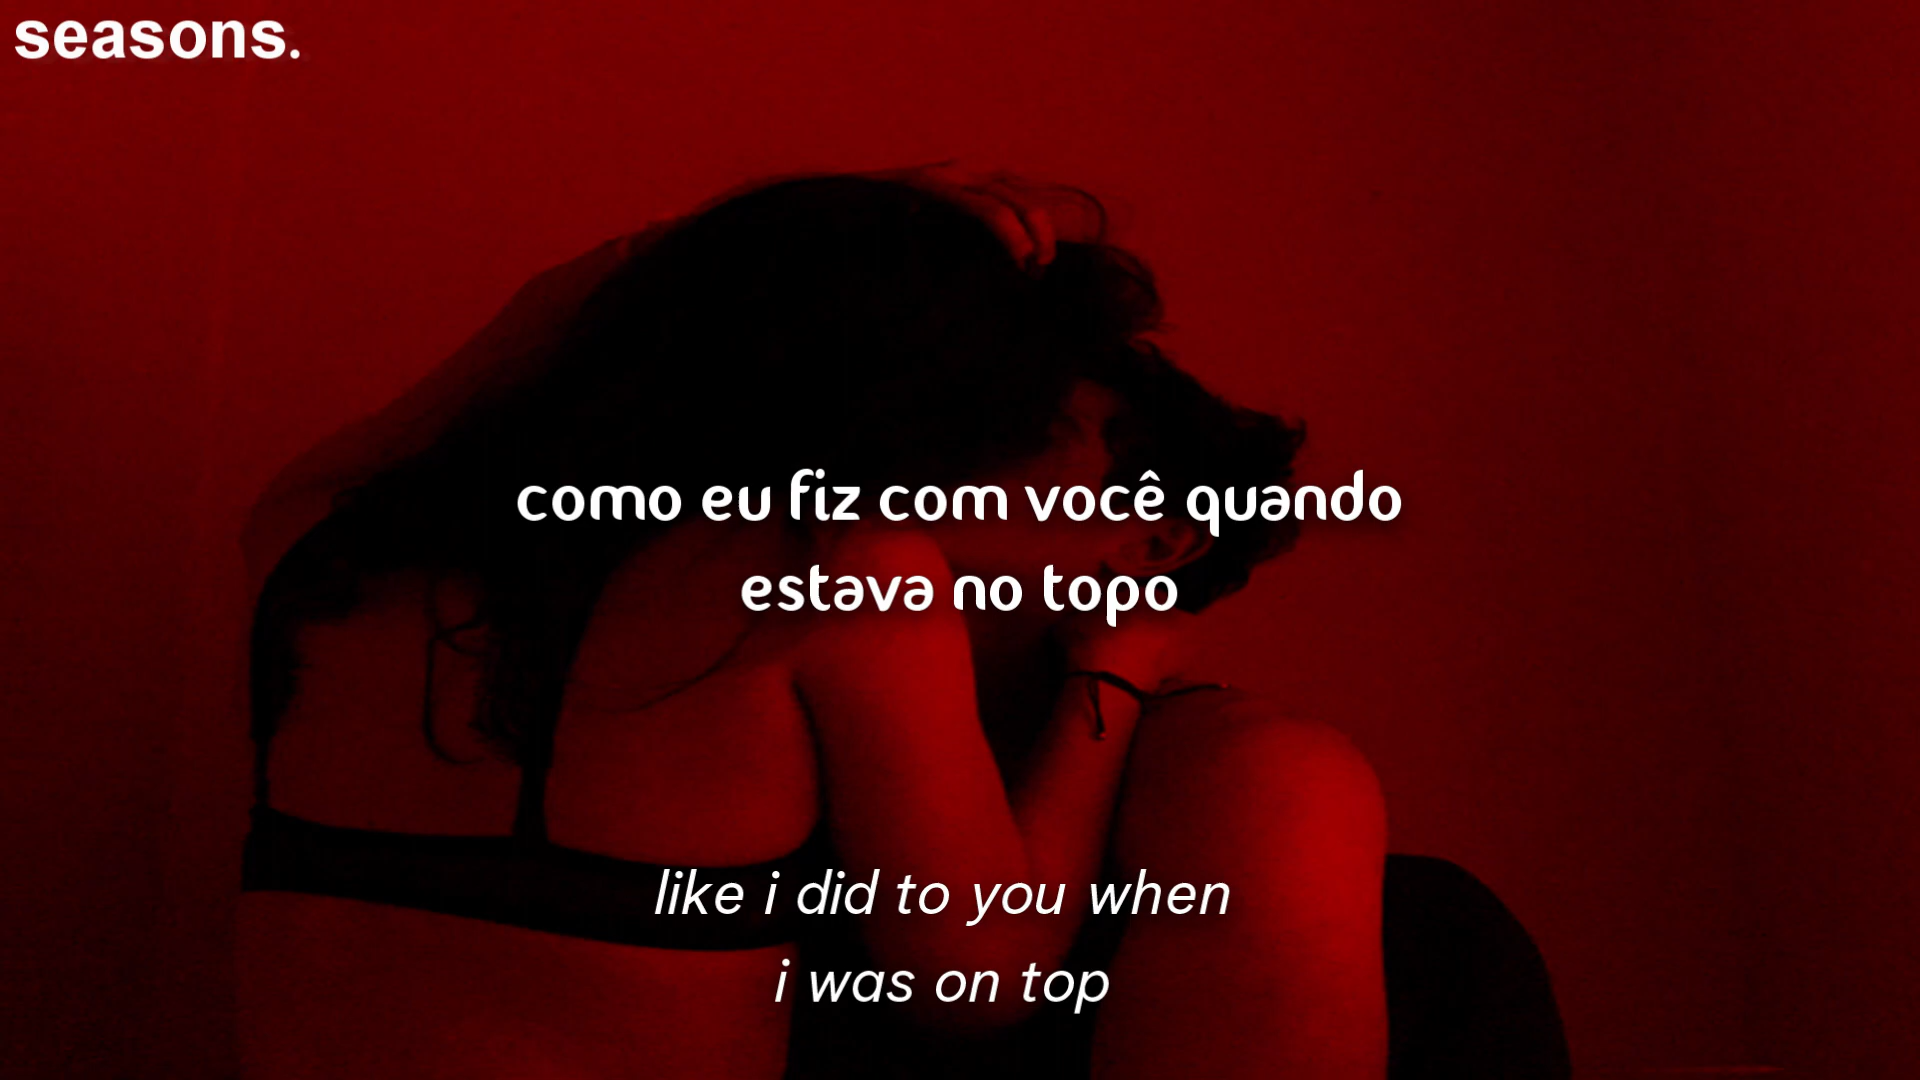 seasons.
como eu fiz com você quando
estava no topo
like i did to you when
i was on top